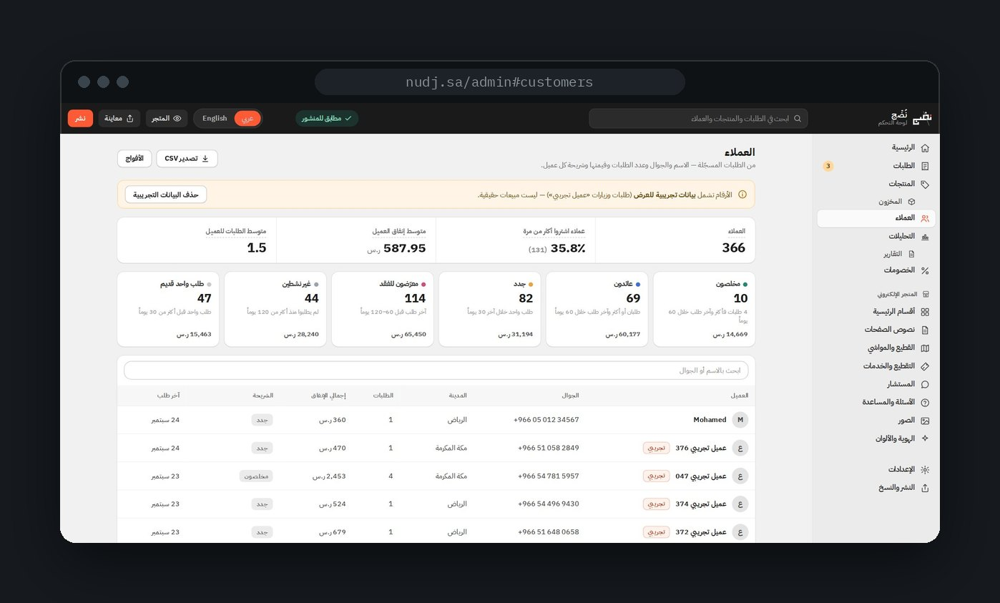 nudj.sa/admin#customers
نُضْج
لوحة التحكم
ابحث في الطلبات والمنتجات والعملاء
مطابق للمنشور
عربي
English
المتجر
معاينة
نشر
الرئيسية
الطلبات
3
المنتجات
المخزون
العملاء
التحليلات
التقارير
الخصومات
المتجر الإلكتروني
أقسام الرئيسية
نصوص الصفحات
القطيع والمواشي
التقطيع والخدمات
المستشار
الأسئلة والمساعدة
الصور
الهوية والألوان
الإعدادات
النشر والنسخ
العملاء
من الطلبات المسجّلة — الاسم والجوال وعدد الطلبات وقيمتها وشريحة كل عميل.
تصدير CSV
الأفواج
الأرقام تشمل بيانات تجريبية للعرض (طلبات وزيارات «عميل تجريبي») — ليست مبيعات حقيقية.
حذف البيانات التجريبية
العملاء
366
عملاء اشتروا أكثر من مرة
35.8٪ (131)
متوسط إنفاق العميل
587.95 ر.س
متوسط الطلبات للعميل
1.5
مخلصون
10
4 طلبات فأكثر وآخر طلب خلال 60
يوماً
14,669 ر.س
عائدون
69
طلبان أو أكثر وآخر طلب خلال 60 يوماً
60,177 ر.س
جدد
82
طلب واحد خلال آخر 30 يوماً
31,194 ر.س
معرّضون للفقد
114
آخر طلب قبل 60–120 يوماً
65,450 ر.س
غير نشطين
44
لم يطلبوا منذ أكثر من 120 يوماً
28,240 ر.س
طلب واحد قديم
47
طلب واحد قبل أكثر من 30 يوماً
15,463 ر.س
ابحث بالاسم أو الجوال
العميل الجوال المدينة الطلبات إجمالي الإنفاق الشريحة آخر طلب
M Mohamed +966 05 012 34567 الرياض 1 360 ر.س جدد 24 سبتمبر
ع عميل تجريبي 376 تجريبي +966 51 058 2849 مكة المكرمة 1 470 ر.س جدد 24 سبتمبر
ع عميل تجريبي 047 تجريبي +966 54 781 5957 مكة المكرمة 4 2,453 ر.س مخلصون 23 سبتمبر
ع عميل تجريبي 374 تجريبي +966 54 496 9430 الرياض 1 524 ر.س جدد 23 سبتمبر
ع عميل تجريبي 372 تجريبي +966 51 648 0658 الرياض 1 679 ر.س جدد 23 سبتمبر